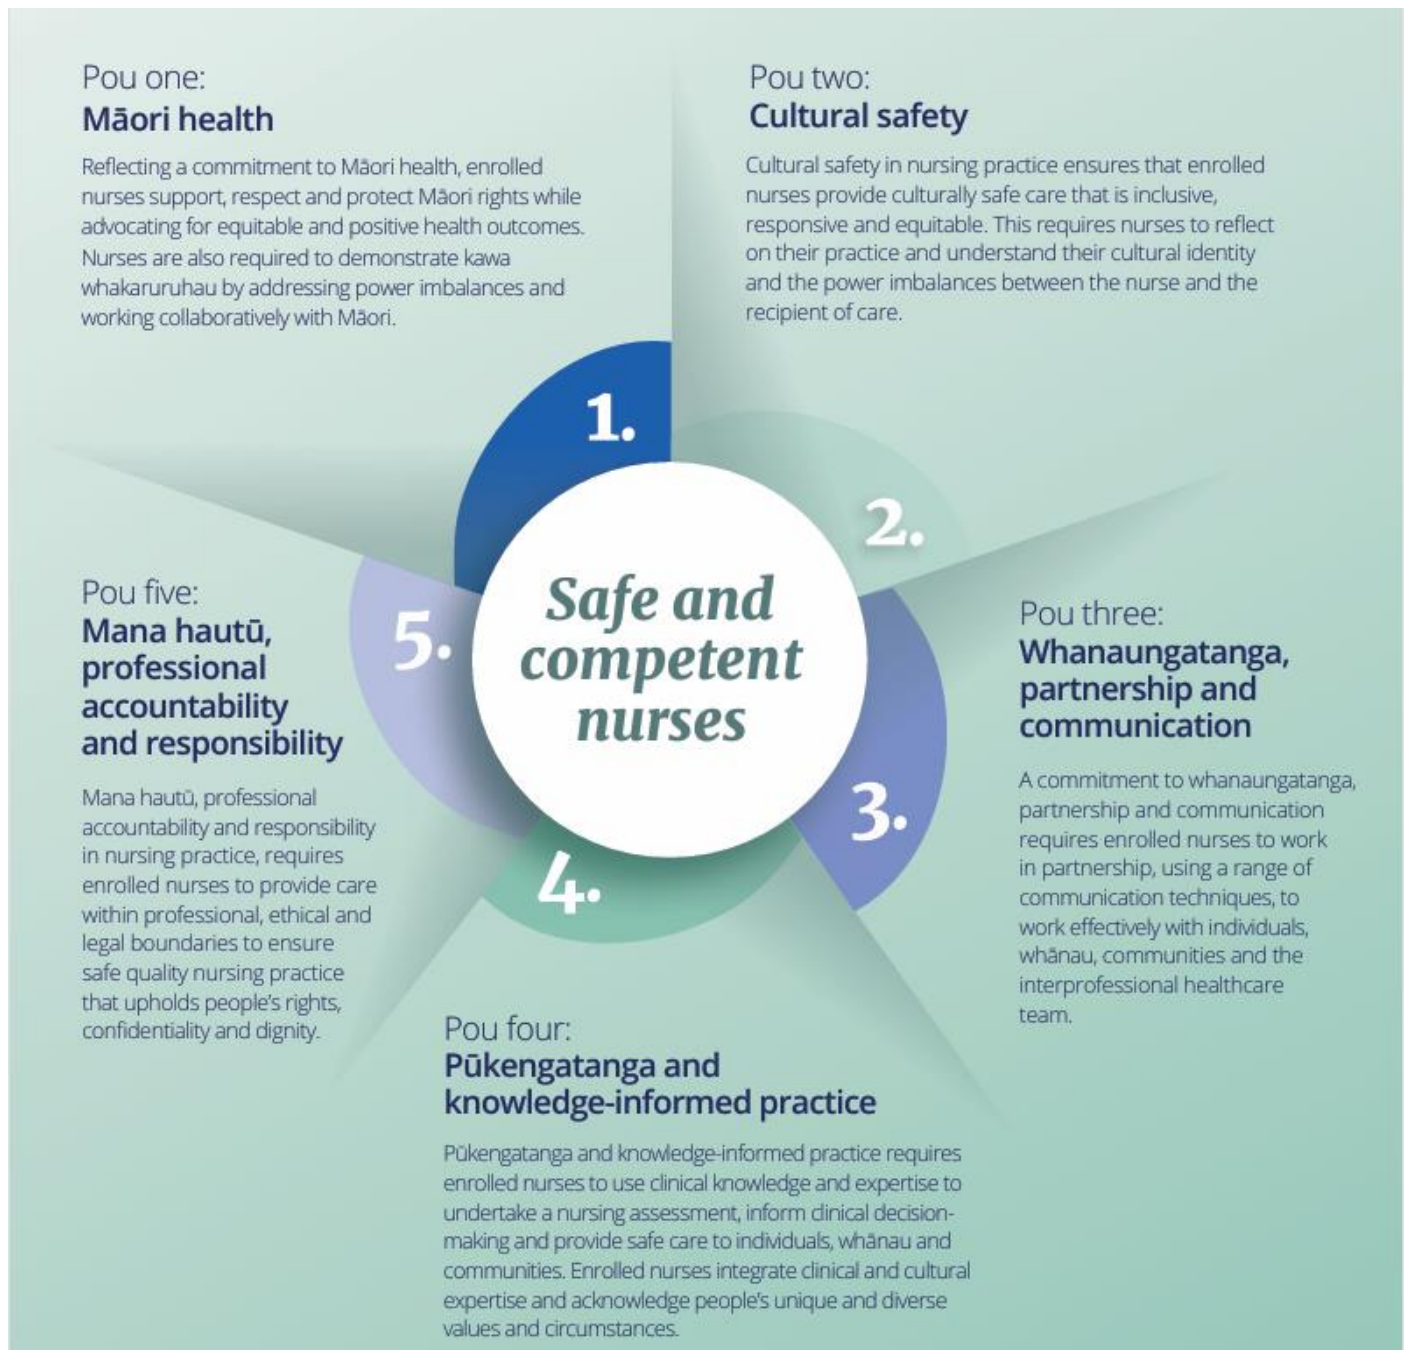 Pou one:
Māori health
Reflecting a commitment to Māori health, enrolled
nurses support, respect and protect Māori rights while
advocating for equitable and positive health outcomes.
Nurses are also required to demonstrate kawa
whakaruruhau by addressing power imbalances and
working collaboratively with Māori.
Pou two:
Cultural safety
Cultural safety in nursing practice ensures that enrolled
nurses provide culturally safe care that is inclusive,
responsive and equitable. This requires nurses to reflect
on their practice and understand their cultural identity
and the power imbalances between the nurse and the
recipient of care.
1.
2.
3.
4.
5.
Safe and
competent
nurses
Pou three:
Whanaungatanga,
partnership and
communication
A commitment to whanaungatanga,
partnership and communication
requires enrolled nurses to work
in partnership, using a range of
communication techniques, to
work effectively with individuals,
whānau, communities and the
interprofessional healthcare
team.
Pou four:
Pūkengatanga and
knowledge-informed practice
Pūkengatanga and knowledge-informed practice requires
enrolled nurses to use clinical knowledge and expertise to
undertake a nursing assessment, inform clinical decision-
making and provide safe care to individuals, whānau and
communities. Enrolled nurses integrate clinical and cultural
expertise and acknowledge people's unique and diverse
values and circumstances.
Pou five:
Mana hautū,
professional
accountability
and responsibility
Mana hautū, professional
accountability and responsibility
in nursing practice, requires
enrolled nurses to provide care
within professional, ethical and
legal boundaries to ensure
safe quality nursing practice
that upholds people's rights,
confidentiality and dignity.